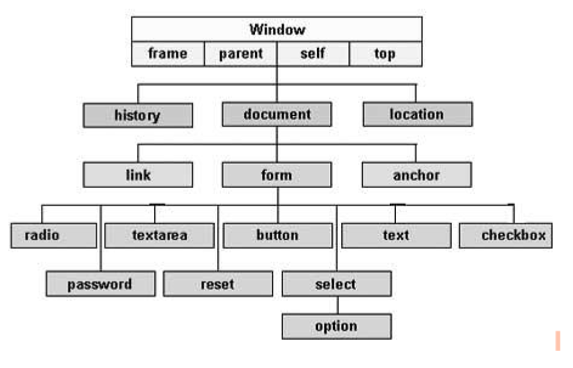 Window
frame parent self top
history document location
link form anchor
radio textarea button text checkbox
password reset select
option